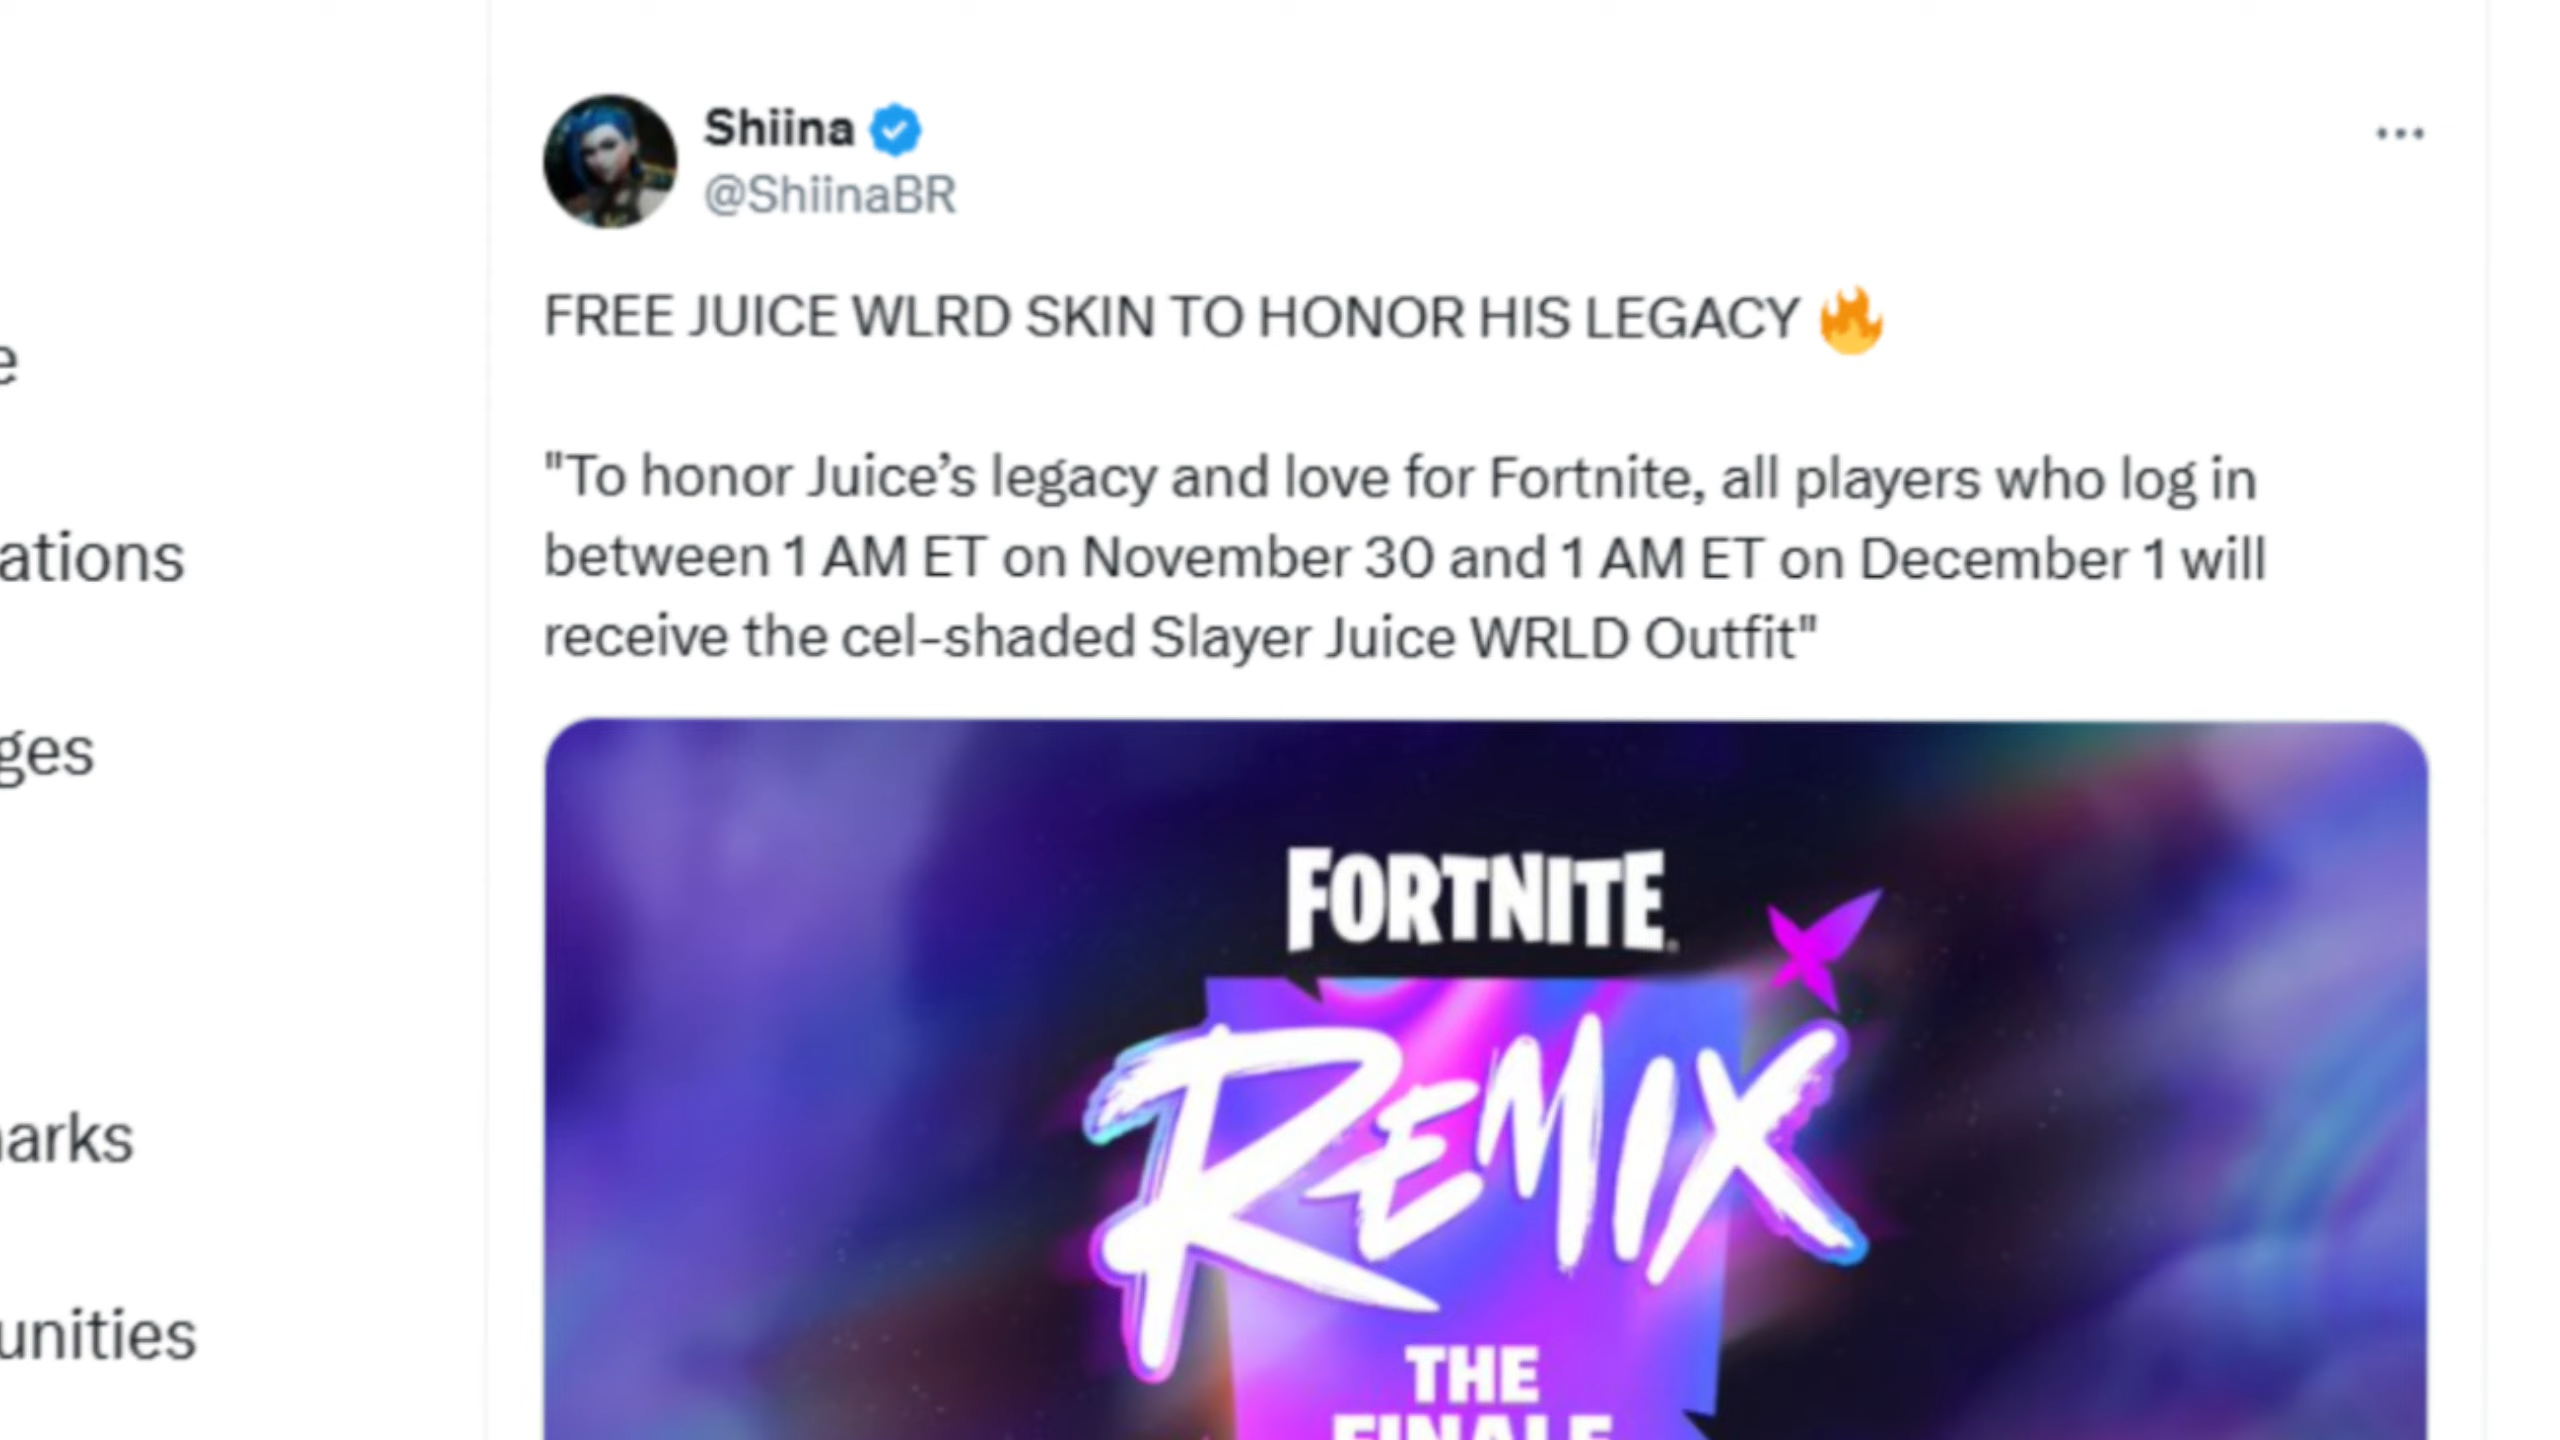 Shiina
@ShiinaBR
FREE JUICE WLRD SKIN TO HONOR HIS LEGACY 🔥
"To honor Juice’s legacy and love for Fortnite, all players who log in
between 1 AM ET on November 30 and 1 AM ET on December 1 will
receive the cel-shaded Slayer Juice WRLD Outfit"
e
ations
ges
arks
unities
FORTNITE
REMIX
THE
FINALE